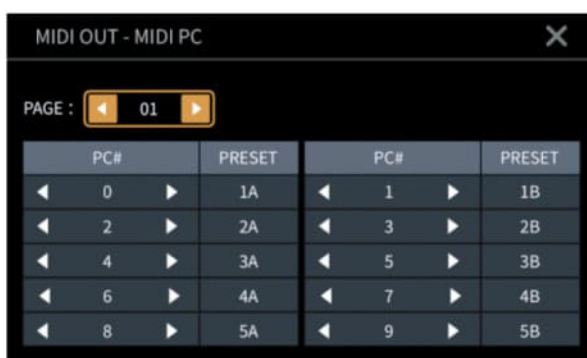 MIDI OUT - MIDI PC
PAGE : 01
PC# PRESET PC# PRESET
0 1A 1 1B
2 2A 3 2B
4 3A 5 3B
6 4A 7 4B
8 5A 9 5B